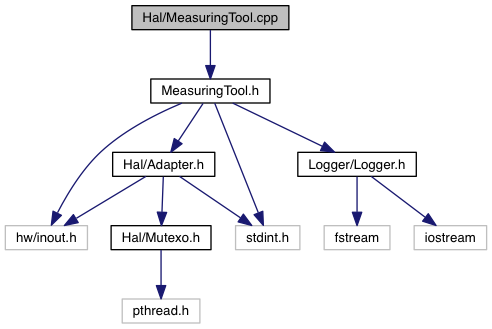 Hal/MeasuringTool.cpp
MeasuringTool.h
Hal/Adapter.h
Logger/Logger.h
hw/inout.h
Hal/Mutexo.h
stdint.h
fstream
iostream
pthread.h